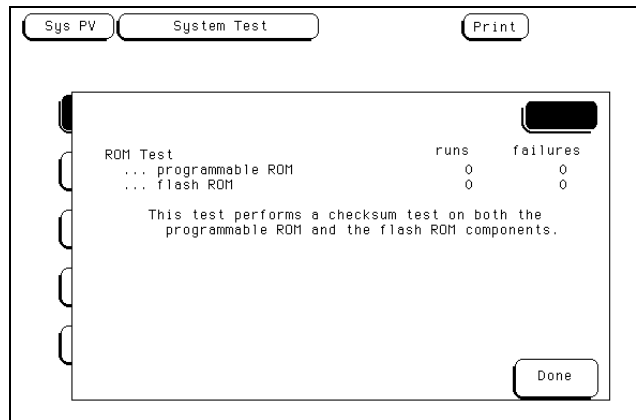 Sys PV System Test Print
ROM Test runs failures
... programmable ROM 0 0
... flash ROM 0 0
This test performs a checksum test on both the
programmable ROM and the flash ROM components.
Done